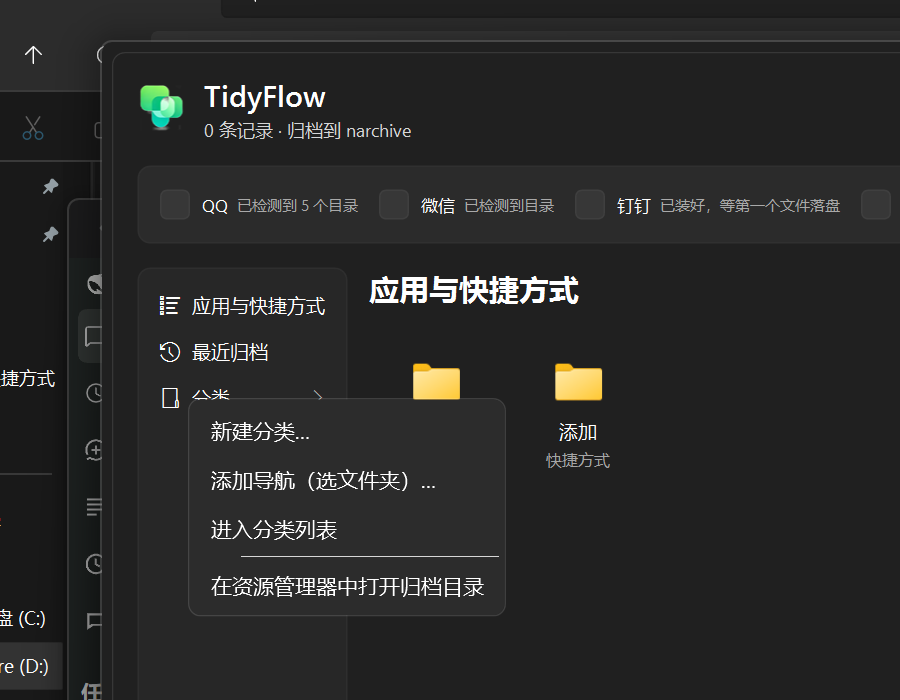 TidyFlow
0 条记录 · 归档到 narchive
QQ 已检测到 5 个目录
微信 已检测到目录
钉钉 已装好，等第一个文件落盘
应用与快捷方式
最近归档
分类
应用与快捷方式
添加
快捷方式
新建分类...
添加导航（选文件夹）...
进入分类列表
在资源管理器中打开归档目录
捷方式
盘 (C:)
re (D:)
任